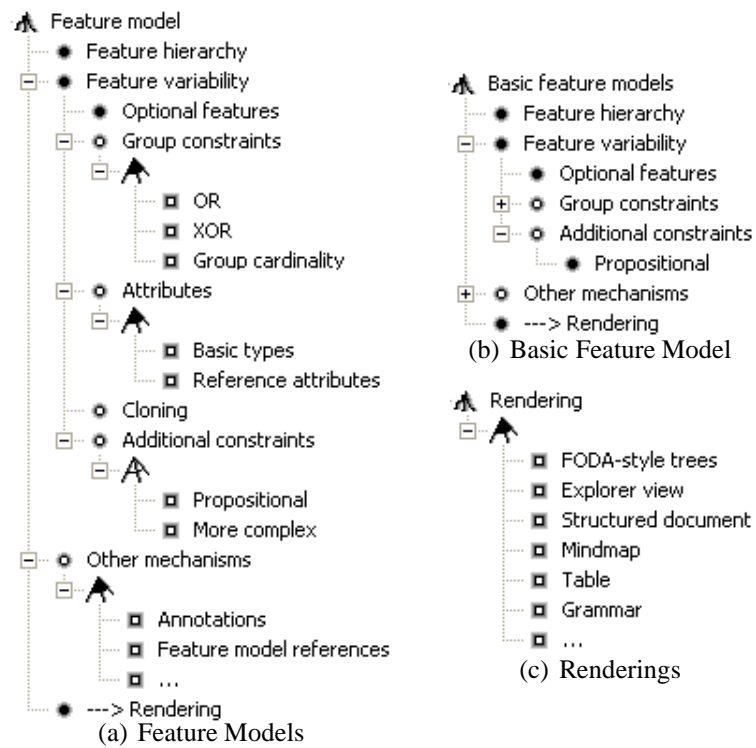 Feature model
Feature hierarchy
Feature variability
Optional features
Group constraints
OR
XOR
Group cardinality
Attributes
Basic types
Reference attributes
Cloning
Additional constraints
Propositional
More complex
Other mechanisms
Annotations
Feature model references
...
---> Rendering
(a) Feature Models
Basic feature models
Feature hierarchy
Feature variability
Optional features
Group constraints
Additional constraints
Propositional
Other mechanisms
---> Rendering
(b) Basic Feature Model
Rendering
FODA-style trees
Explorer view
Structured document
Mindmap
Table
Grammar
...
(c) Renderings